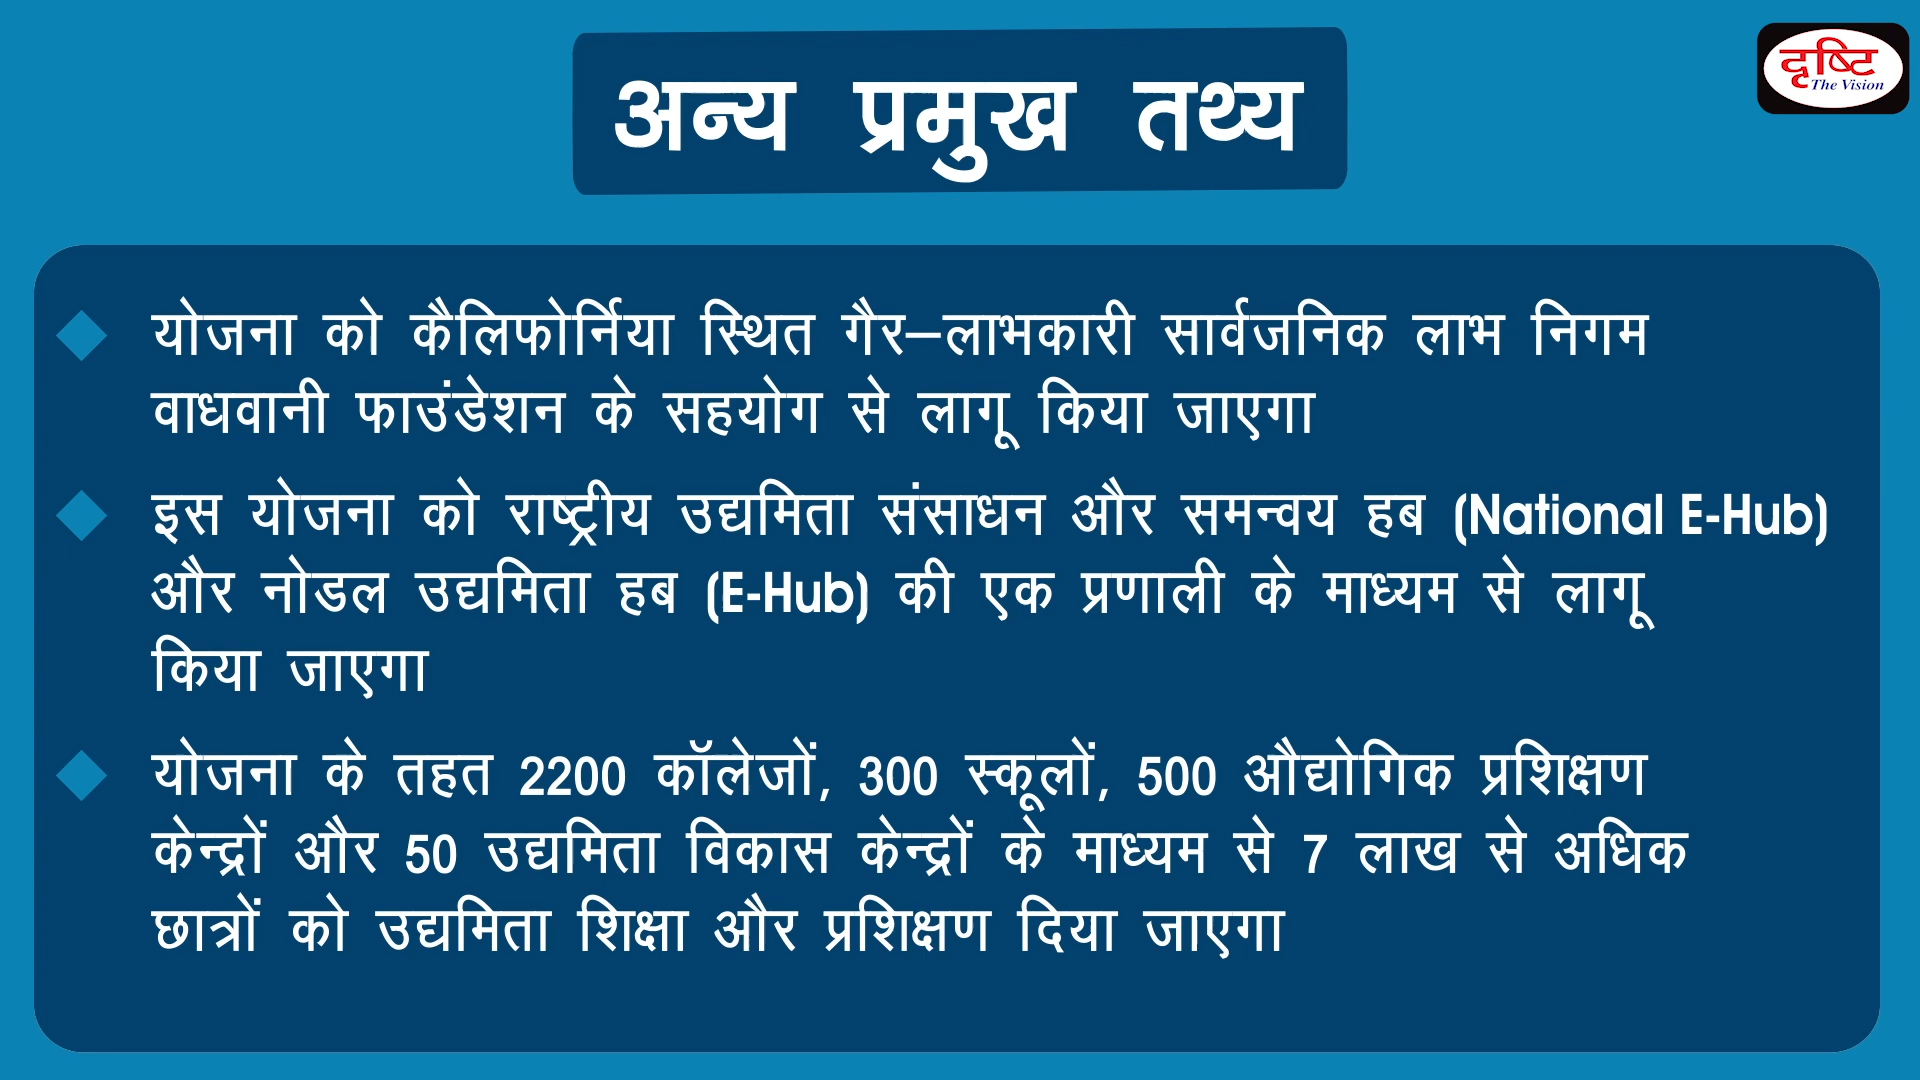 अन्य प्रमुख तथ्य
दृष्टि
The Vision
योजना को कैलिफोर्निया स्थित गैर–लाभकारी सार्वजनिक लाभ निगम
वाधवानी फाउंडेशन के सहयोग से लागू किया जाएगा
इस योजना को राष्ट्रीय उद्यमिता संसाधन और समन्वय हब (National E-Hub)
और नोडल उद्यमिता हब (E-Hub) की एक प्रणाली के माध्यम से लागू
किया जाएगा
योजना के तहत 2200 कॉलेजों, 300 स्कूलों, 500 औद्योगिक प्रशिक्षण
केन्द्रों और 50 उद्यमिता विकास केन्द्रों के माध्यम से 7 लाख से अधिक
छात्रों को उद्यमिता शिक्षा और प्रशिक्षण दिया जाएगा